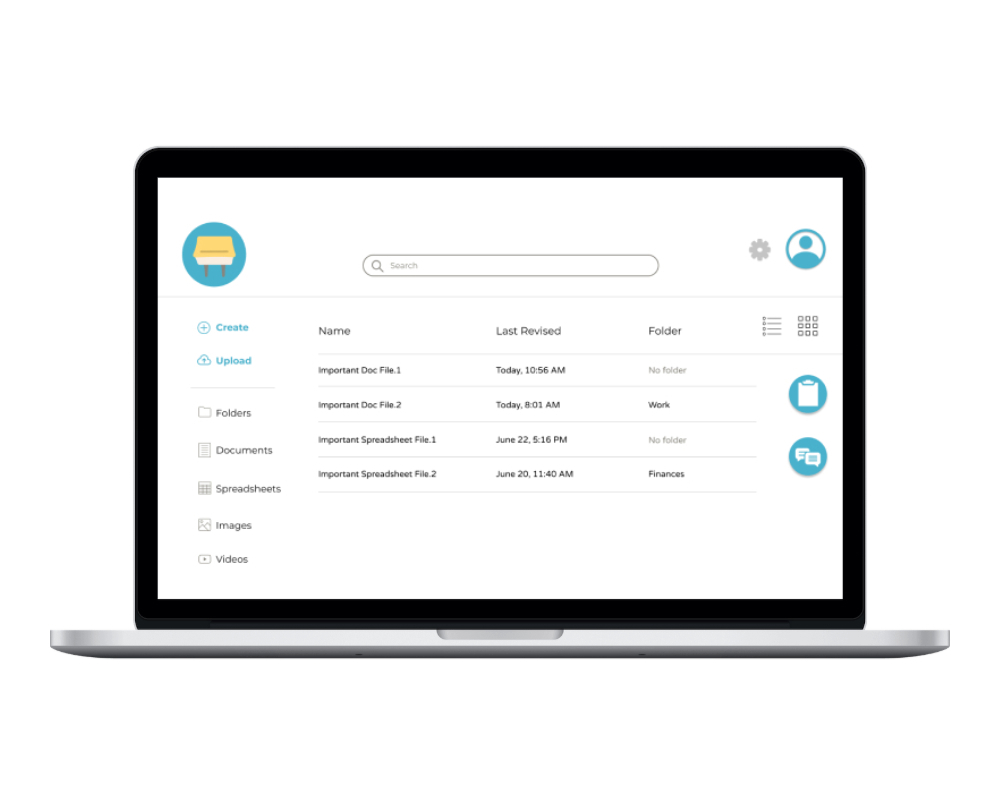 Search
Create
Upload
Folders
Documents
Spreadsheets
Images
Videos
Name Last Revised Folder
Important Doc File.1 Today, 10:56 AM No folder
Important Doc File.2 Today, 8:01 AM Work
Important Spreadsheet File.1 June 22, 5:16 PM No folder
Important Spreadsheet File.2 June 20, 11:40 AM Finances